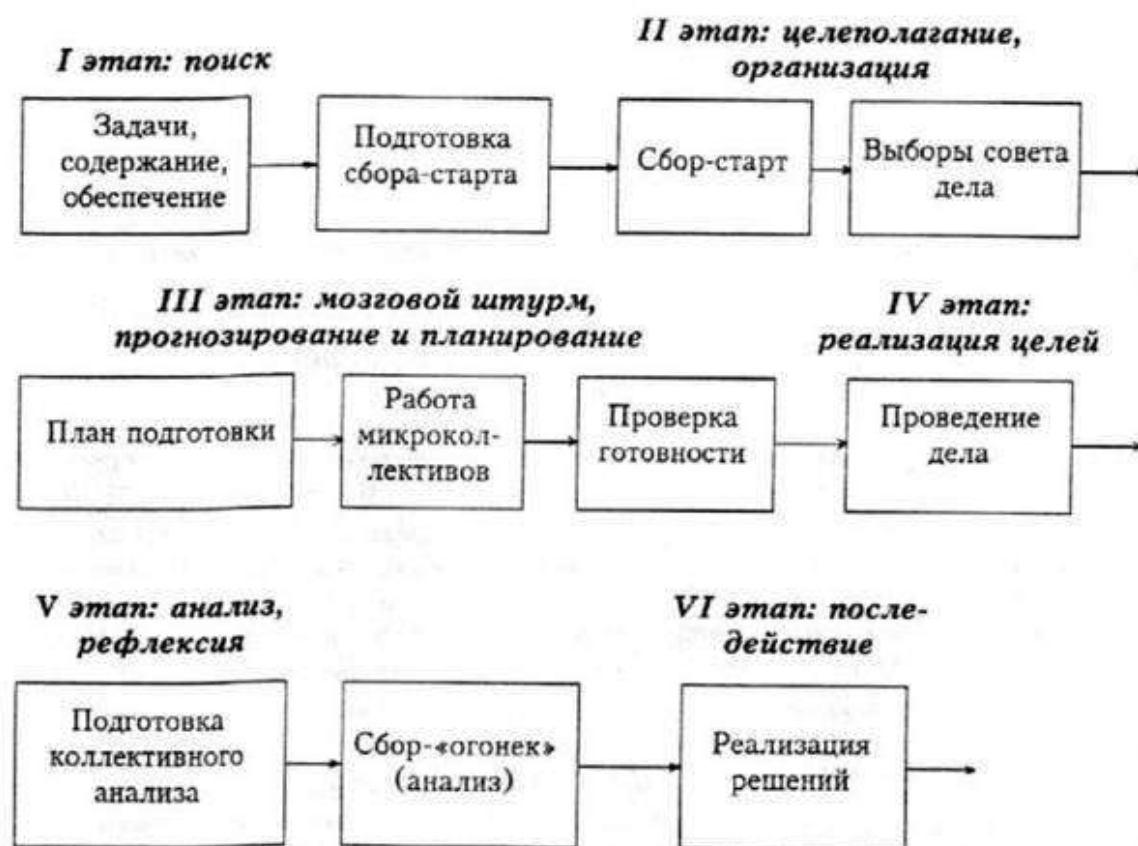 I этап: поиск
II этап: целеполагание,
организация
Задачи,
содержание,
обеспечение
Подготовка
сбора-старта
Сбор-старт
Выборы совета
дела
III этап: мозговой штурм,
прогнозирование и планирование
IV этап:
реализация целей
План подготовки
Работа
микрокол-
лективов
Проверка
готовности
Проведение
дела
V этап: анализ,
рефлексия
VI этап: после-
действие
Подготовка
коллективного
анализа
Сбор-«огонек»
(анализ)
Реализация
решений